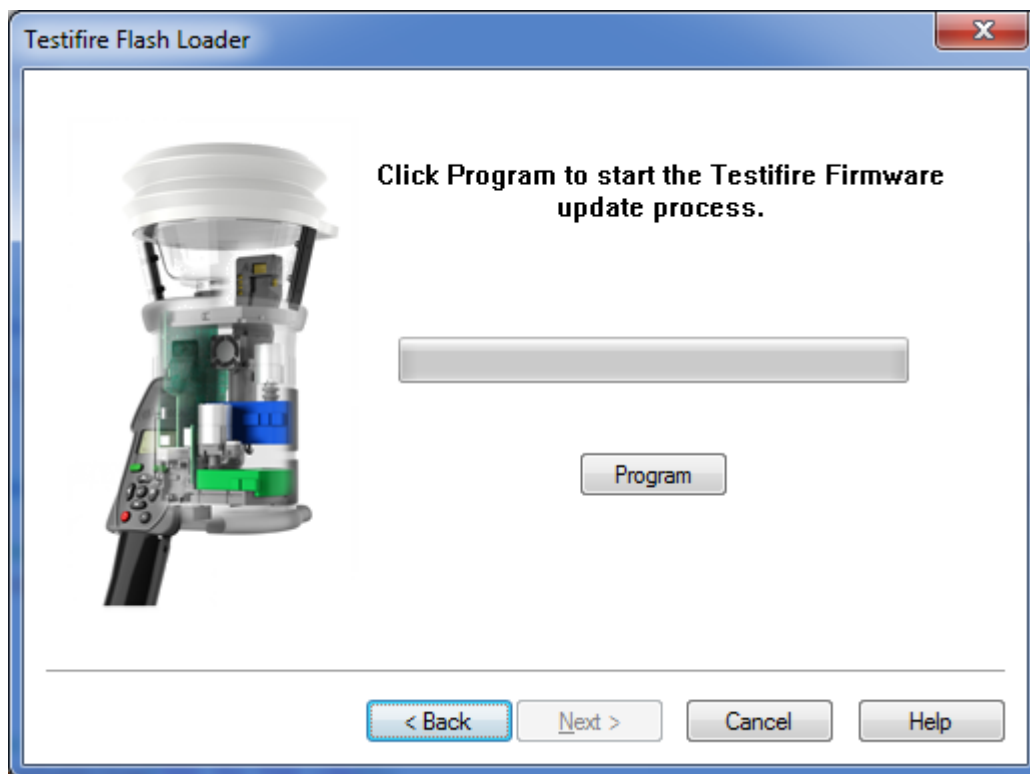 Testifire Flash Loader
Click Program to start the Testifire Firmware
update process.
Program
< Back
Next >
Cancel
Help